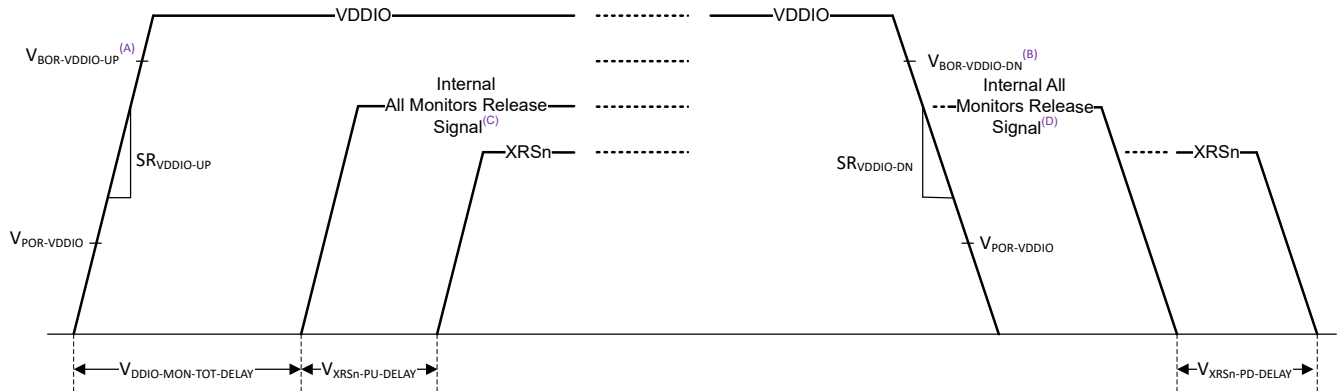 VDDIO
VDDIO
VBOR-VDDIO-UP(A)
VBOR-VDDIO-DN(B)
Internal
All Monitors Release
Signal(C)
Internal All
Monitors Release
Signal(D)
XRSn
XRSn
SRVDDIO-UP
SRVDDIO-DN
VPOR-VDDIO
VPOR-VDDIO
VDDIO-MON-TOT-DELAY
VXRSn-PU-DELAY
VXRSn-PD-DELAY